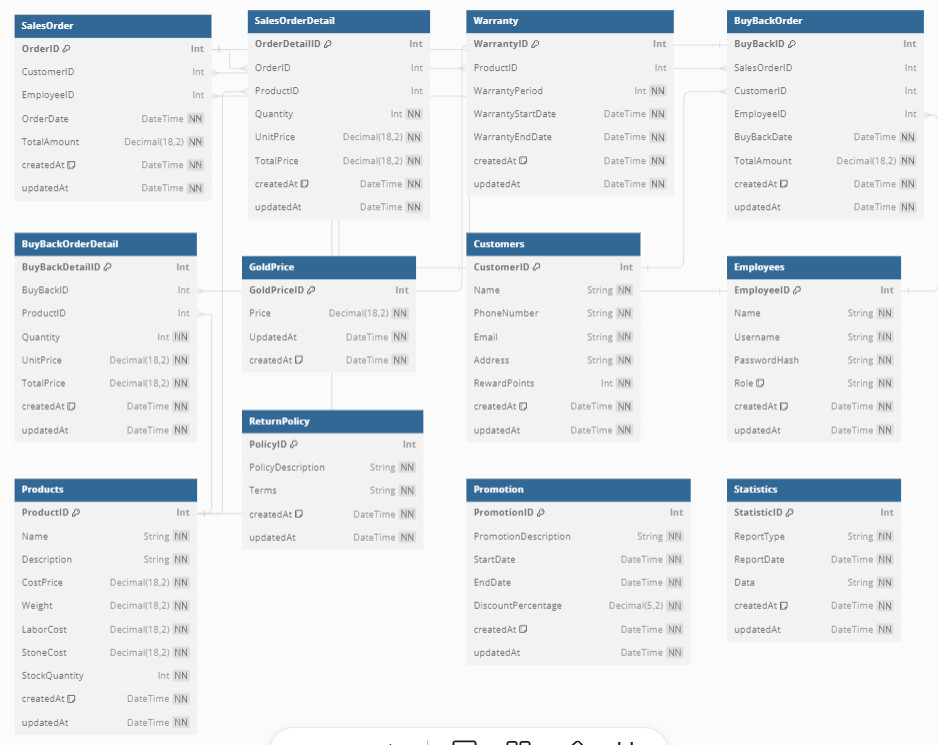 SalesOrder
OrderID Int
CustomerID Int
EmployeeID Int
OrderDate DateTime NN
TotalAmount Decimal(18,2) NN
createdAt DateTime NN
updatedAt DateTime NN
SalesOrderDetail
OrderDetailID Int
OrderID Int
ProductID Int
Quantity Int NN
UnitPrice Decimal(18,2) NN
TotalPrice Decimal(18,2) NN
createdAt DateTime NN
updatedAt DateTime NN
Warranty
WarrantyID Int
ProductID Int
WarrantyPeriod Int NN
WarrantyStartDate DateTime NN
WarrantyEndDate DateTime NN
createdAt DateTime NN
updatedAt DateTime NN
BuyBackOrder
BuyBackID Int
SalesOrderID Int
CustomerID Int
EmployeeID Int
BuyBackDate DateTime NN
TotalAmount Decimal(18,2) NN
createdAt DateTime NN
updatedAt DateTime NN
BuyBackOrderDetail
BuyBackDetailID Int
BuyBackID Int
ProductID Int
Quantity Int NN
UnitPrice Decimal(18,2) NN
TotalPrice Decimal(18,2) NN
createdAt DateTime NN
updatedAt DateTime NN
GoldPrice
GoldPriceID Int
Price Decimal(18,2) NN
UpdatedAt DateTime NN
createdAt DateTime NN
Customers
CustomerID Int
Name String NN
PhoneNumber String NN
Email String NN
Address String NN
RewardPoints Int NN
createdAt DateTime NN
updatedAt DateTime NN
Employees
EmployeeID Int
Name String NN
Username String NN
PasswordHash String NN
Role String NN
createdAt DateTime NN
updatedAt DateTime NN
ReturnPolicy
PolicyID Int
PolicyDescription String NN
Terms String NN
createdAt DateTime NN
updatedAt DateTime NN
Products
ProductID Int
Name String NN
Description String NN
CostPrice Decimal(18,2) NN
Weight Decimal(18,2) NN
LaborCost Decimal(18,2) NN
StoneCost Decimal(18,2) NN
StockQuantity Int NN
createdAt DateTime NN
updatedAt DateTime NN
Promotion
PromotionID Int
PromotionDescription String NN
StartDate DateTime NN
EndDate DateTime NN
DiscountPercentage Decimal(5,2) NN
createdAt DateTime NN
updatedAt DateTime NN
Statistics
StatisticID Int
ReportType String NN
ReportDate DateTime NN
Data String NN
createdAt DateTime NN
updatedAt DateTime NN